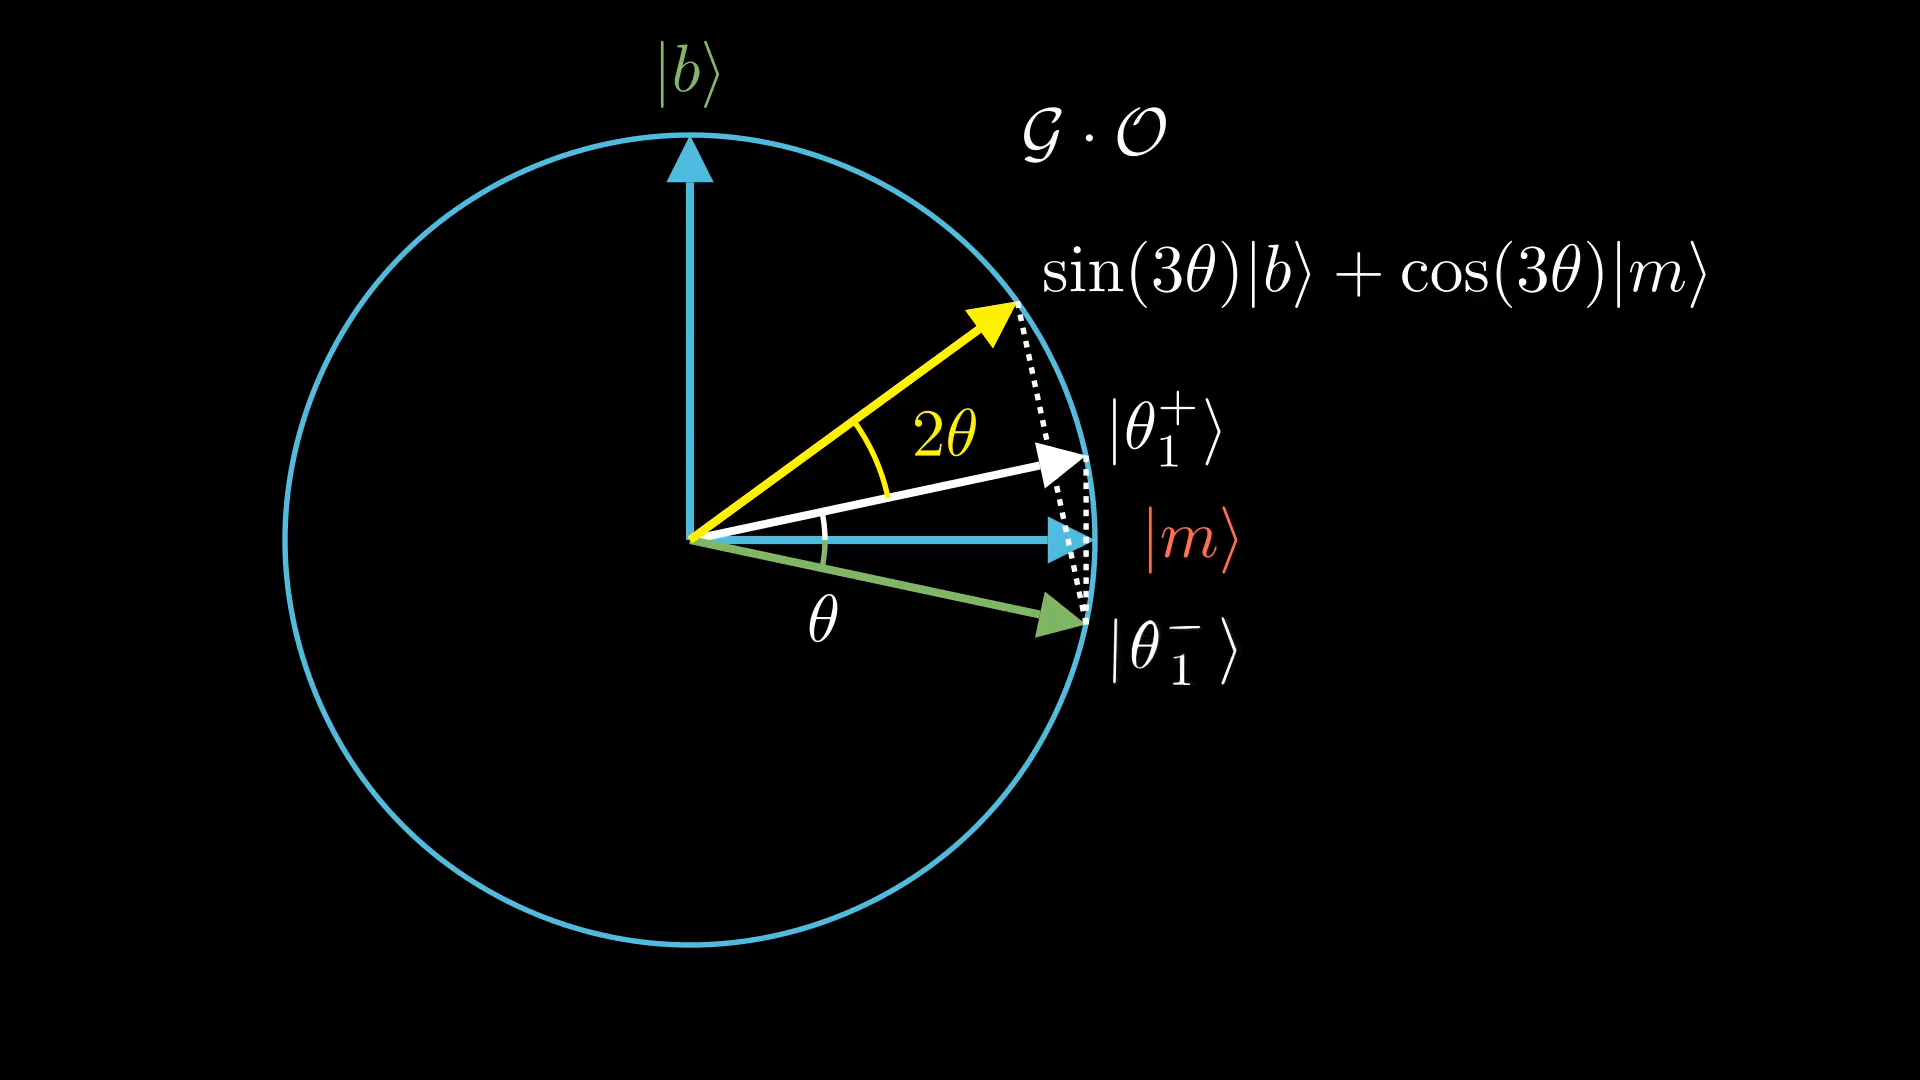 |b⟩
𝒢 · 𝒪
sin(3θ)|b⟩ + cos(3θ)|m⟩
|θ₁⁺⟩
2θ
|m⟩
θ
|θ₁⁻⟩